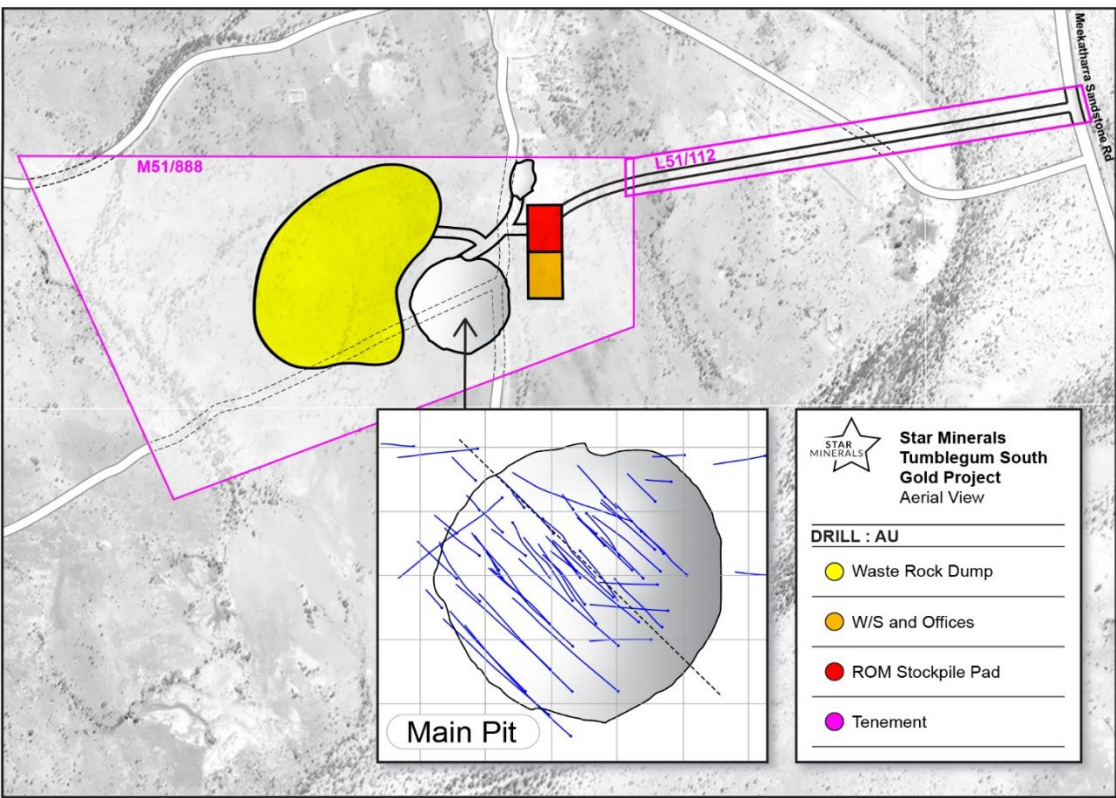 M51/888
L51/112
Meekatharra Sandstone Rd
Main Pit
STAR
MINERALS
Star Minerals
Tumblegum South
Gold Project
Aerial View
DRILL : AU
Waste Rock Dump
W/S and Offices
ROM Stockpile Pad
Tenement